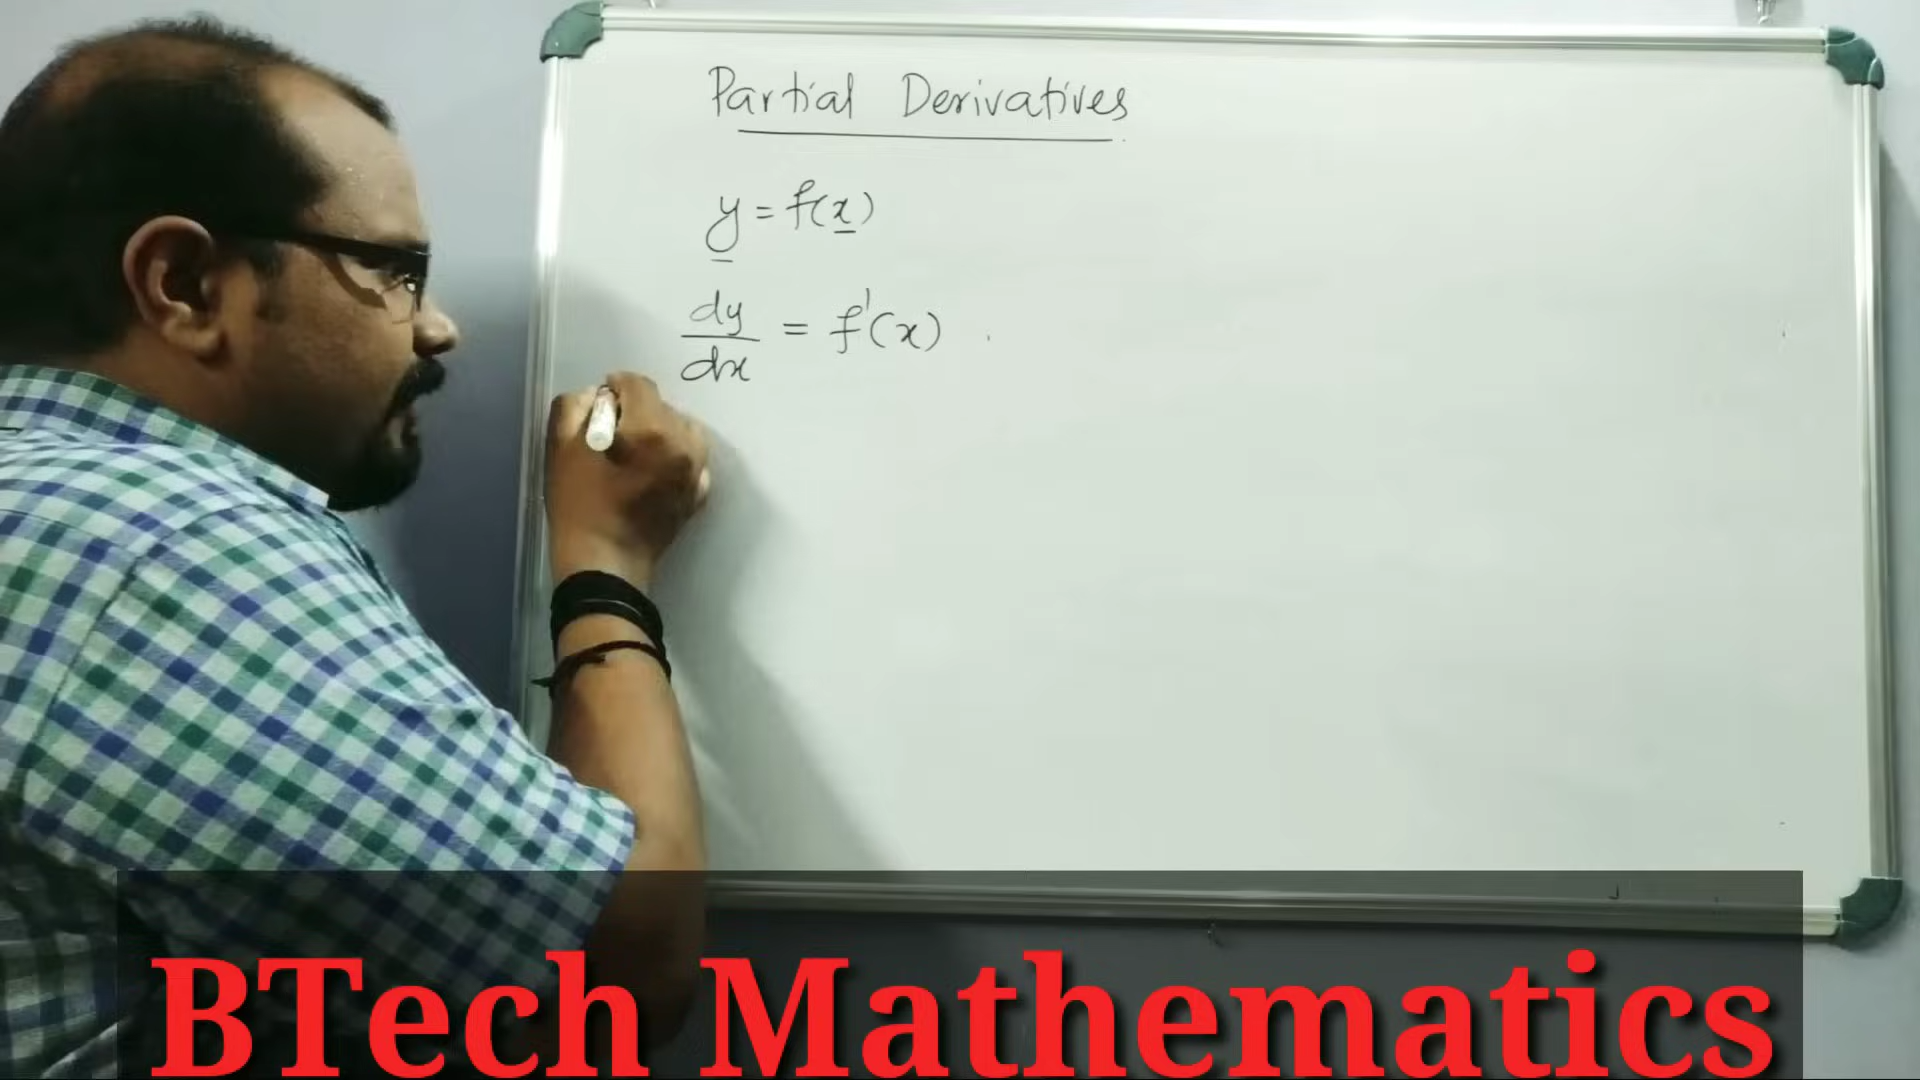 Partial Derivatives
y = f(x)
dy/dx = f'(x)
BTech Mathematics